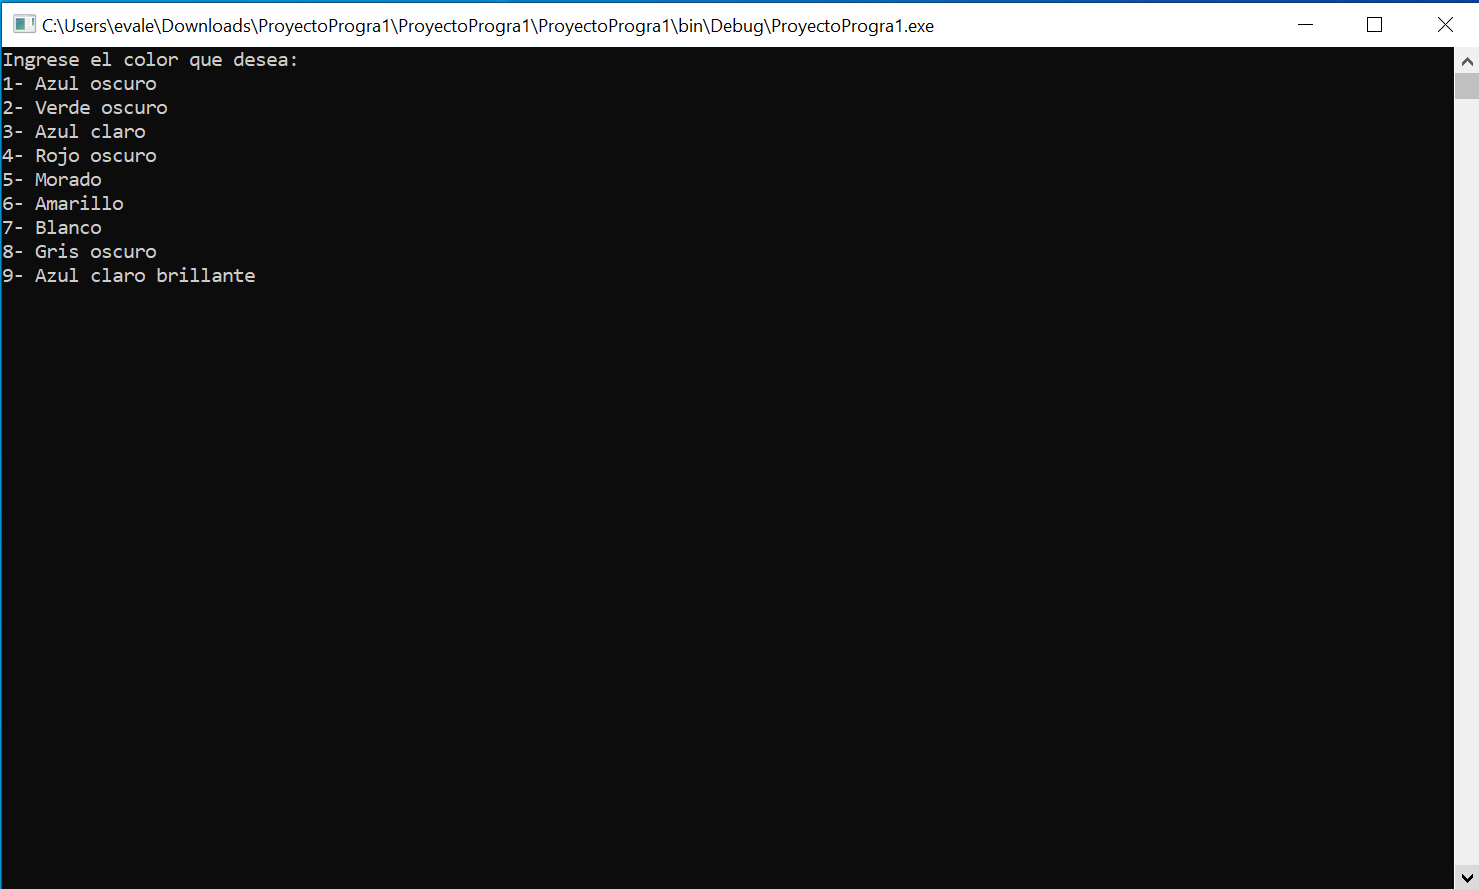 C:\Users\evale\Downloads\ProyectoProgra1\ProyectoProgra1\ProyectoProgra1\bin\Debug\ProyectoProgra1.exe
Ingrese el color que desea:
1- Azul oscuro
2- Verde oscuro
3- Azul claro
4- Rojo oscuro
5- Morado
6- Amarillo
7- Blanco
8- Gris oscuro
9- Azul claro brillante